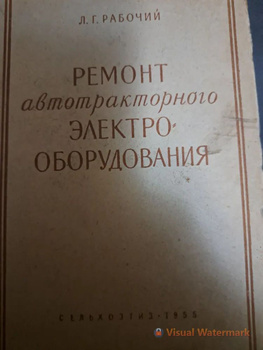 Л. Г. РАБОЧИЙ
РЕМОНТ
автотракторного
ЭЛЕКТРО-
ОБОРУДОВАНИЯ
СЕЛЬХОЗГИЗ - 1955
Visual Watermark